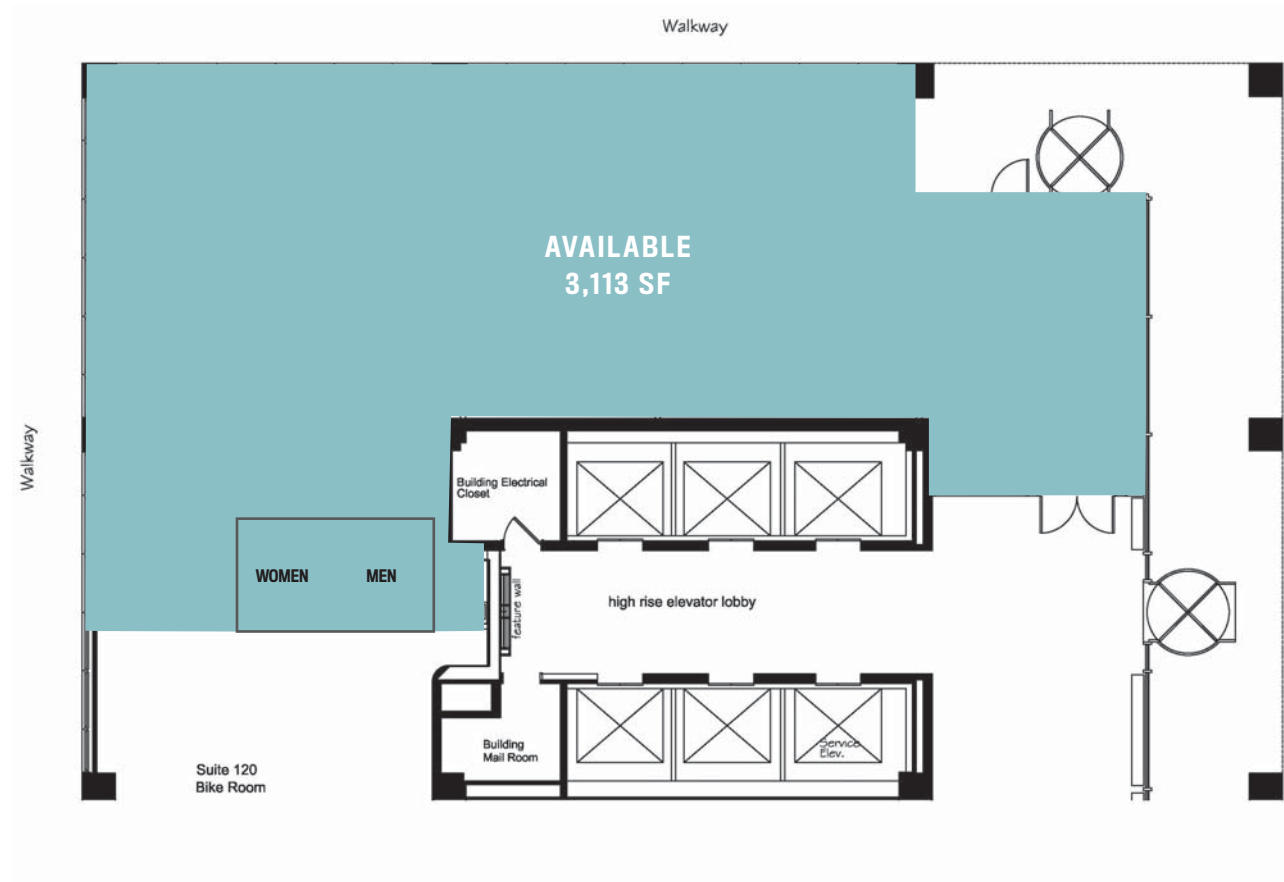 Walkway
AVAILABLE
3,113 SF
Walkway
Building Electrical
Closet
WOMEN
MEN
feature wall
high rise elevator lobby
Building
Mail Room
Service
Elev.
Suite 120
Bike Room